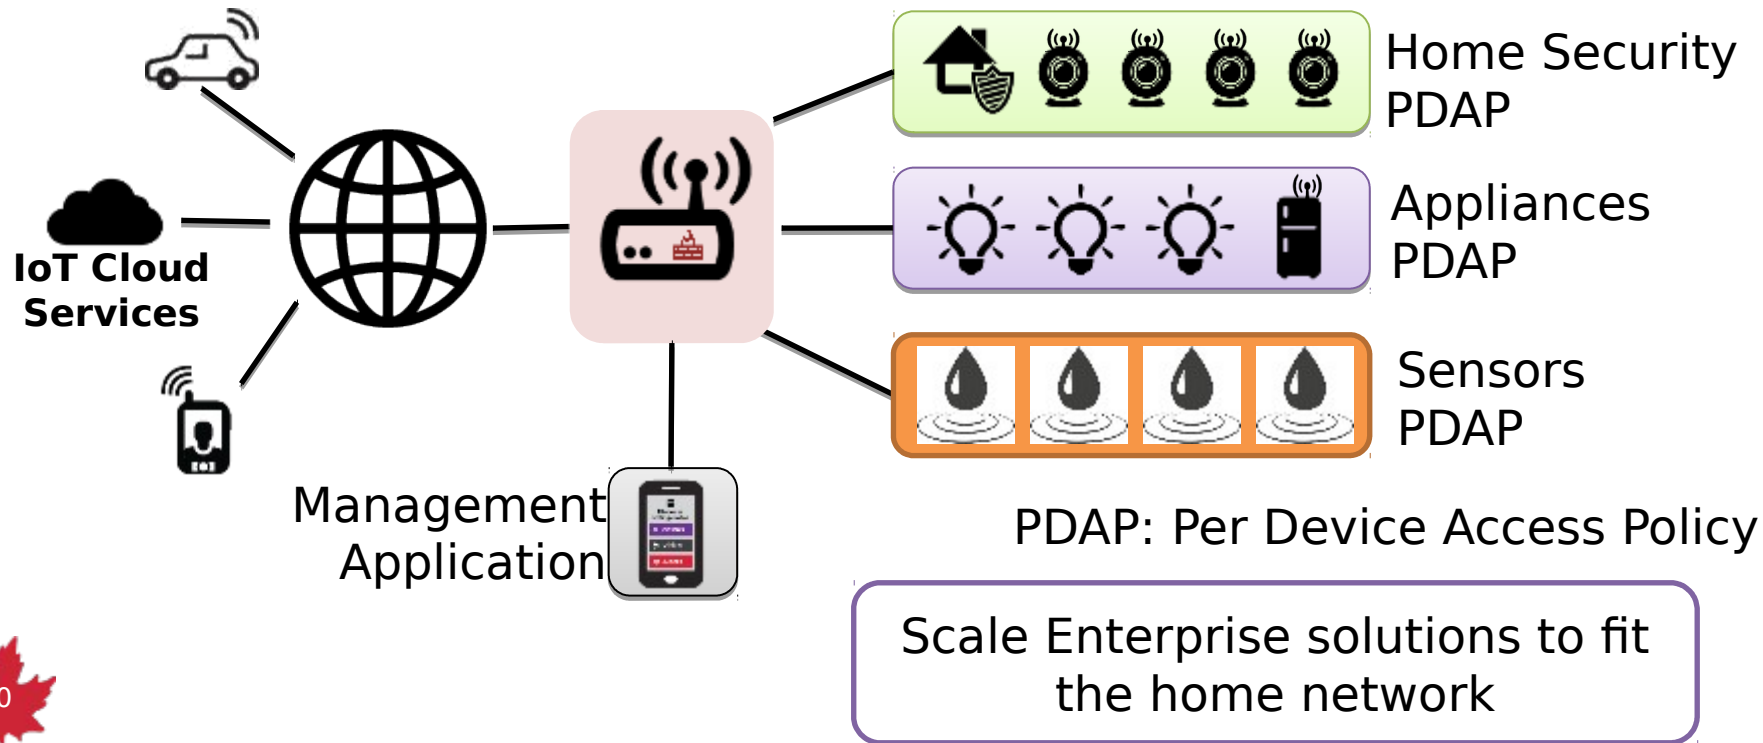 Home Security
PDAP
Appliances
PDAP
IoT Cloud
Services
Sensors
PDAP
Management
Application
PDAP: Per Device Access Policy
Scale Enterprise solutions to fit
the home network
0